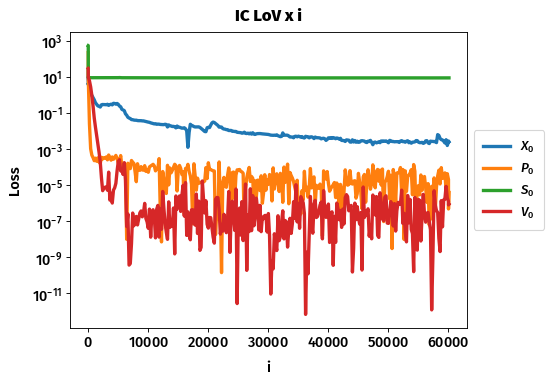 IC LoV x i
Loss
10³
10¹
10⁻¹
10⁻³
10⁻⁵
10⁻⁷
10⁻⁹
10⁻¹¹
0 10000 20000 30000 40000 50000 60000
i
X₀
P₀
S₀
V₀